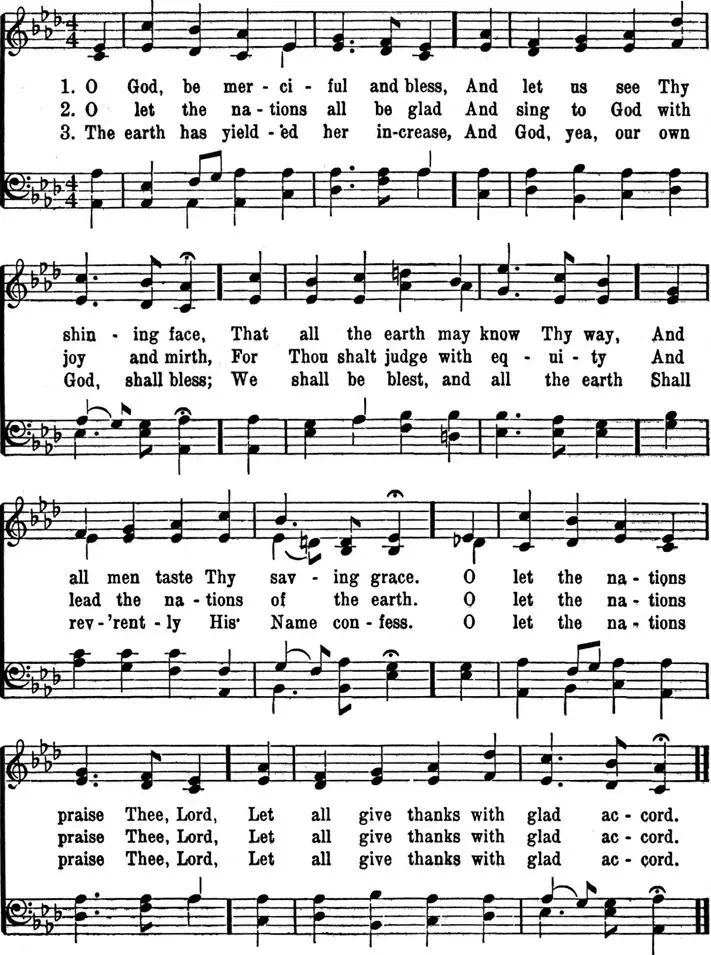 4 4
1. O God, be mer - ci - ful and bless, And let us see Thy
2. O let the na - tions all be glad And sing to God with
3. The earth has yield - ed her in-crease, And God, yea, our own
4 4
shin - ing face, That all the earth may know Thy way, And
joy and mirth, For Thou shalt judge with eq - ui - ty And
God, shall bless; We shall be blest, and all the earth Shall
all men taste Thy sav - ing grace. O let the na - tions
lead the na - tions of the earth. O let the na - tions
rev-'rent - ly His Name con - fess. O let the na - tions
praise Thee, Lord, Let all give thanks with glad ac - cord.
praise Thee, Lord, Let all give thanks with glad ac - cord.
praise Thee, Lord, Let all give thanks with glad ac - cord.